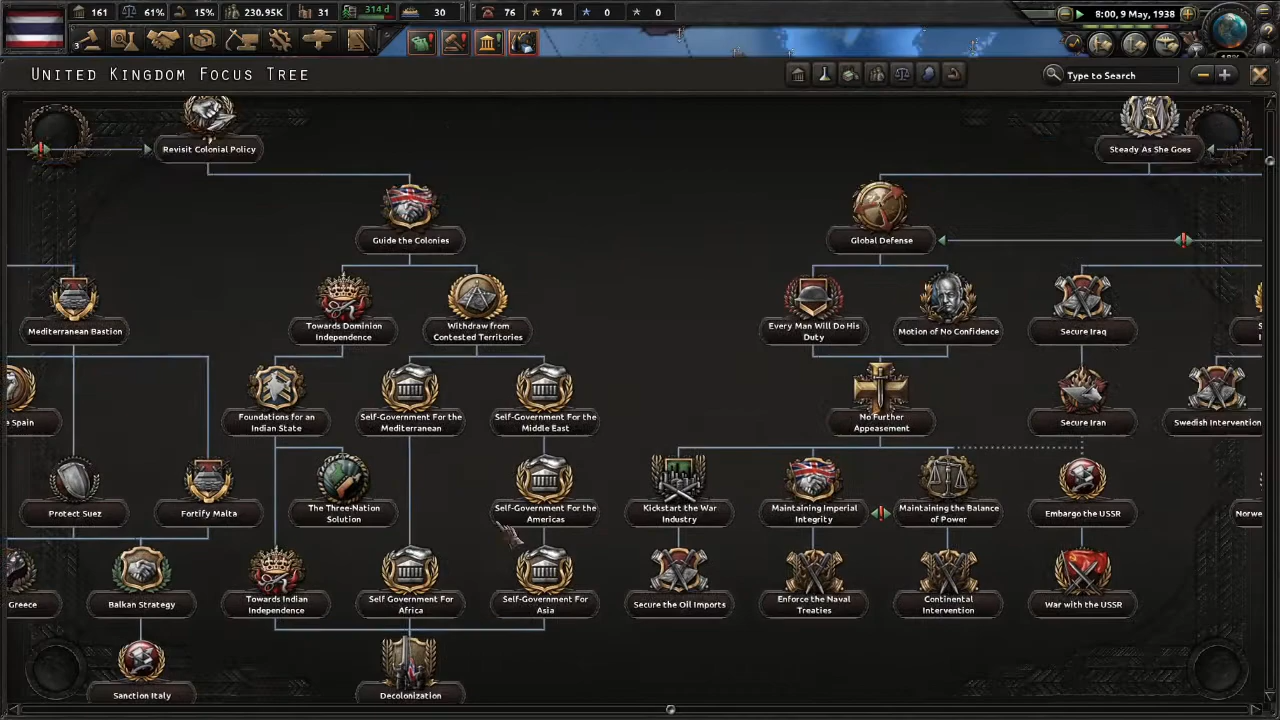 161 61% 15% 230.95K 31 314 d 30 76 74 0 0 8:00, 9 May, 1938
3
United Kingdom Focus Tree
Type to Search
Revisit Colonial Policy
Steady As She Goes
Guide the Colonies
Global Defense
Mediterranean Bastion
Towards Dominion
Independence
Withdraw from
Contested Territories
Every Man Will Do His
Duty
Motion of No Confidence
Secure Iraq
e Spain
Foundations for an
Indian State
Self-Government For the
Mediterranean
Self-Government For the
Middle East
No Further
Appeasement
Secure Iran
Swedish Intervention
Protect Suez
Fortify Malta
The Three-Nation
Solution
Self-Government For the
Americas
Kickstart the War
Industry
Maintaining Imperial
Integrity
Maintaining the Balance
of Power
Embargo the USSR
Norwe
Greece
Balkan Strategy
Towards Indian
Independence
Self Government For
Africa
Self-Government For
Asia
Secure the Oil Imports
Enforce the Naval
Treaties
Continental
Intervention
War with the USSR
Sanction Italy
Decolonization